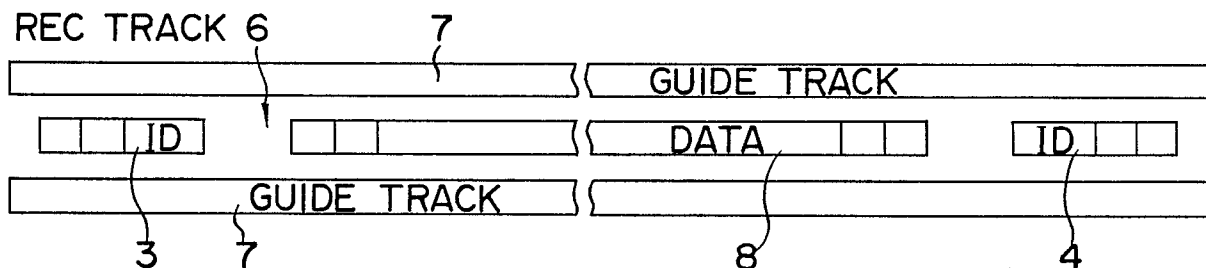 REC TRACK 6 7
GUIDE TRACK
ID DATA ID
GUIDE TRACK
3 7 8 4